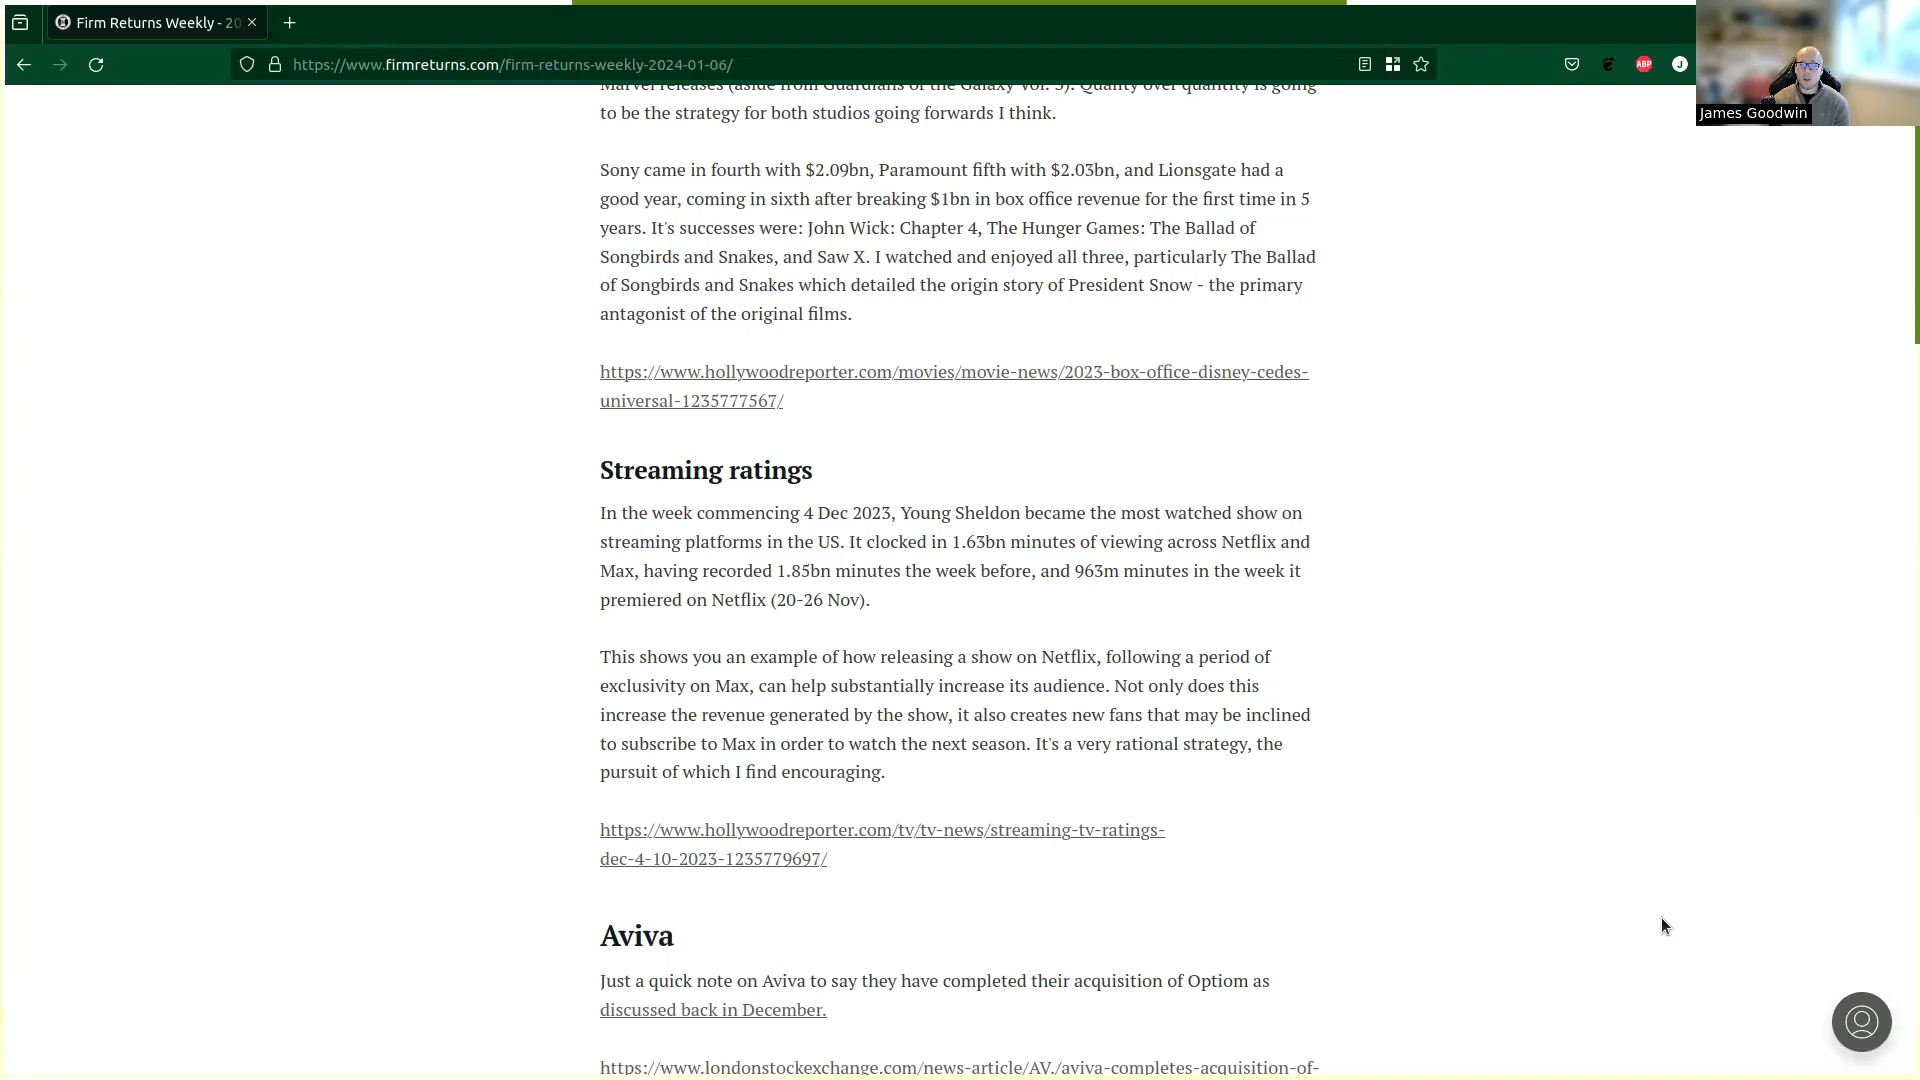 Firm Returns Weekly - 20
https://www.firmreturns.com/firm-returns-weekly-2024-01-06/
ABP
J
James Goodwin
Marvel releases (aside from Guardians of the Galaxy Vol. 3). Quality over quantity is going
to be the strategy for both studios going forwards I think.
Sony came in fourth with $2.09bn, Paramount fifth with $2.03bn, and Lionsgate had a
good year, coming in sixth after breaking $1bn in box office revenue for the first time in 5
years. It's successes were: John Wick: Chapter 4, The Hunger Games: The Ballad of
Songbirds and Snakes, and Saw X. I watched and enjoyed all three, particularly The Ballad
of Songbirds and Snakes which detailed the origin story of President Snow - the primary
antagonist of the original films.
https://www.hollywoodreporter.com/movies/movie-news/2023-box-office-disney-cedes-
universal-1235777567/
Streaming ratings
In the week commencing 4 Dec 2023, Young Sheldon became the most watched show on
streaming platforms in the US. It clocked in 1.63bn minutes of viewing across Netflix and
Max, having recorded 1.85bn minutes the week before, and 963m minutes in the week it
premiered on Netflix (20-26 Nov).
This shows you an example of how releasing a show on Netflix, following a period of
exclusivity on Max, can help substantially increase its audience. Not only does this
increase the revenue generated by the show, it also creates new fans that may be inclined
to subscribe to Max in order to watch the next season. It's a very rational strategy, the
pursuit of which I find encouraging.
https://www.hollywoodreporter.com/tv/tv-news/streaming-tv-ratings-
dec-4-10-2023-1235779697/
Aviva
Just a quick note on Aviva to say they have completed their acquisition of Optiom as
discussed back in December.
https://www.londonstockexchange.com/news-article/AV./aviva-completes-acquisition-of-